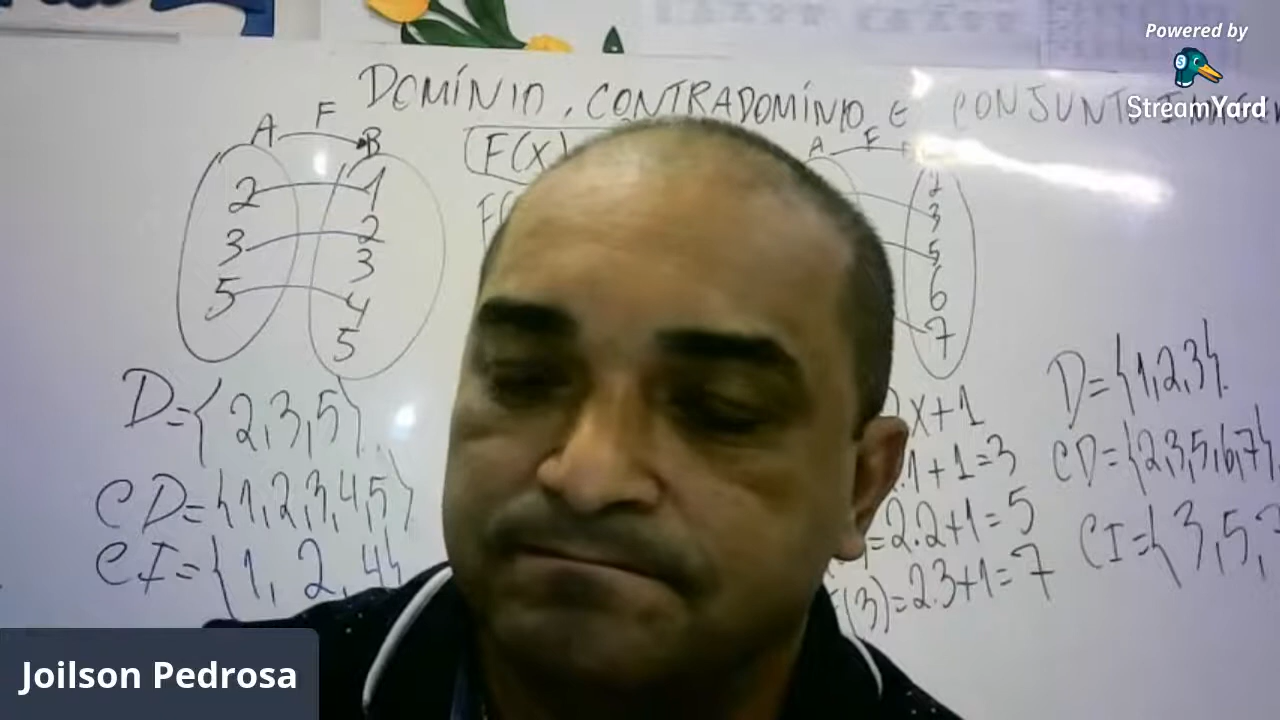 Powered by
StreamYard
DOMÍNIO, CONTRADOMÍNIO E CONJUNTO
A F B
2 1
3 2
3
5 4
5
F(X)
A F
2
3
5
6
7
D={2,3,5}
CD={1,2,3,4,5}
CI={1, 2, 4}
x+1
.1+1=3
=2.2+1=5
(3)=2.3+1=7
D={1,2,3}.
CD={2,3,5,6,7}
CI={3,5,
Joilson Pedrosa